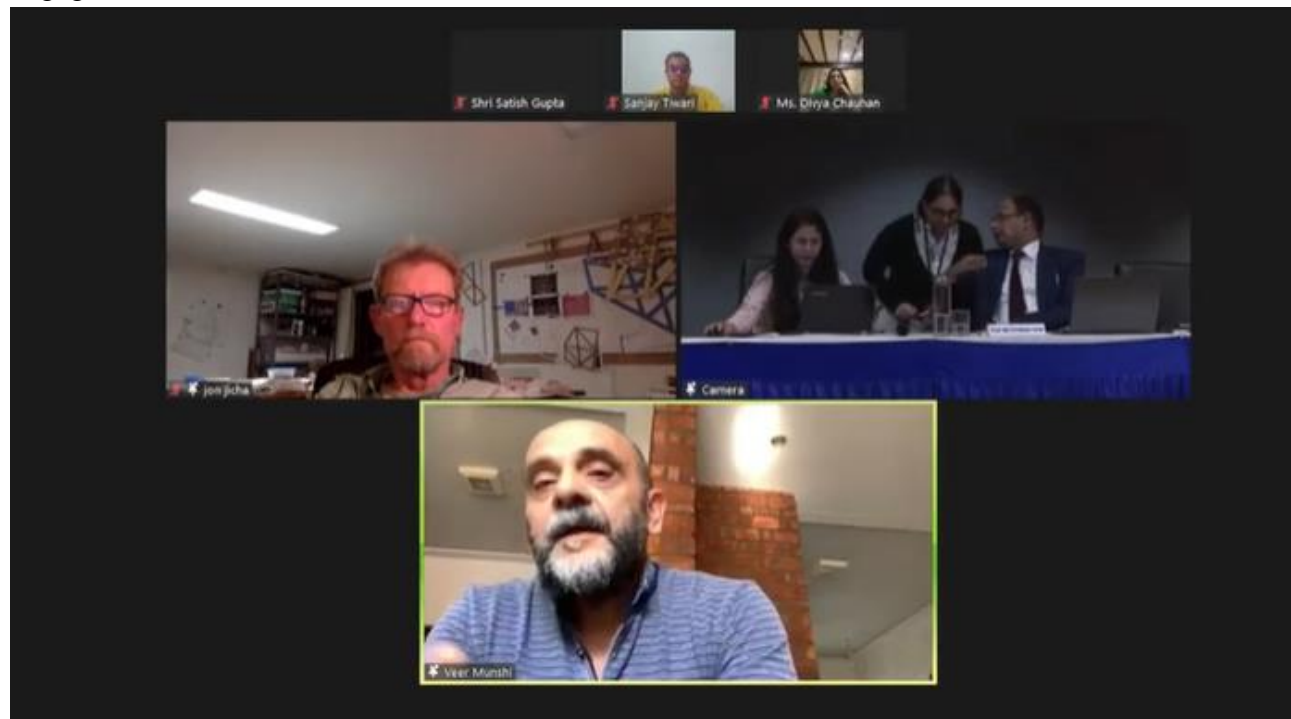 Shri Satish Gupta
Sanjay Tiwari
Ms. Divya Chauhan
jon jicha
Camera
Veer Munshi